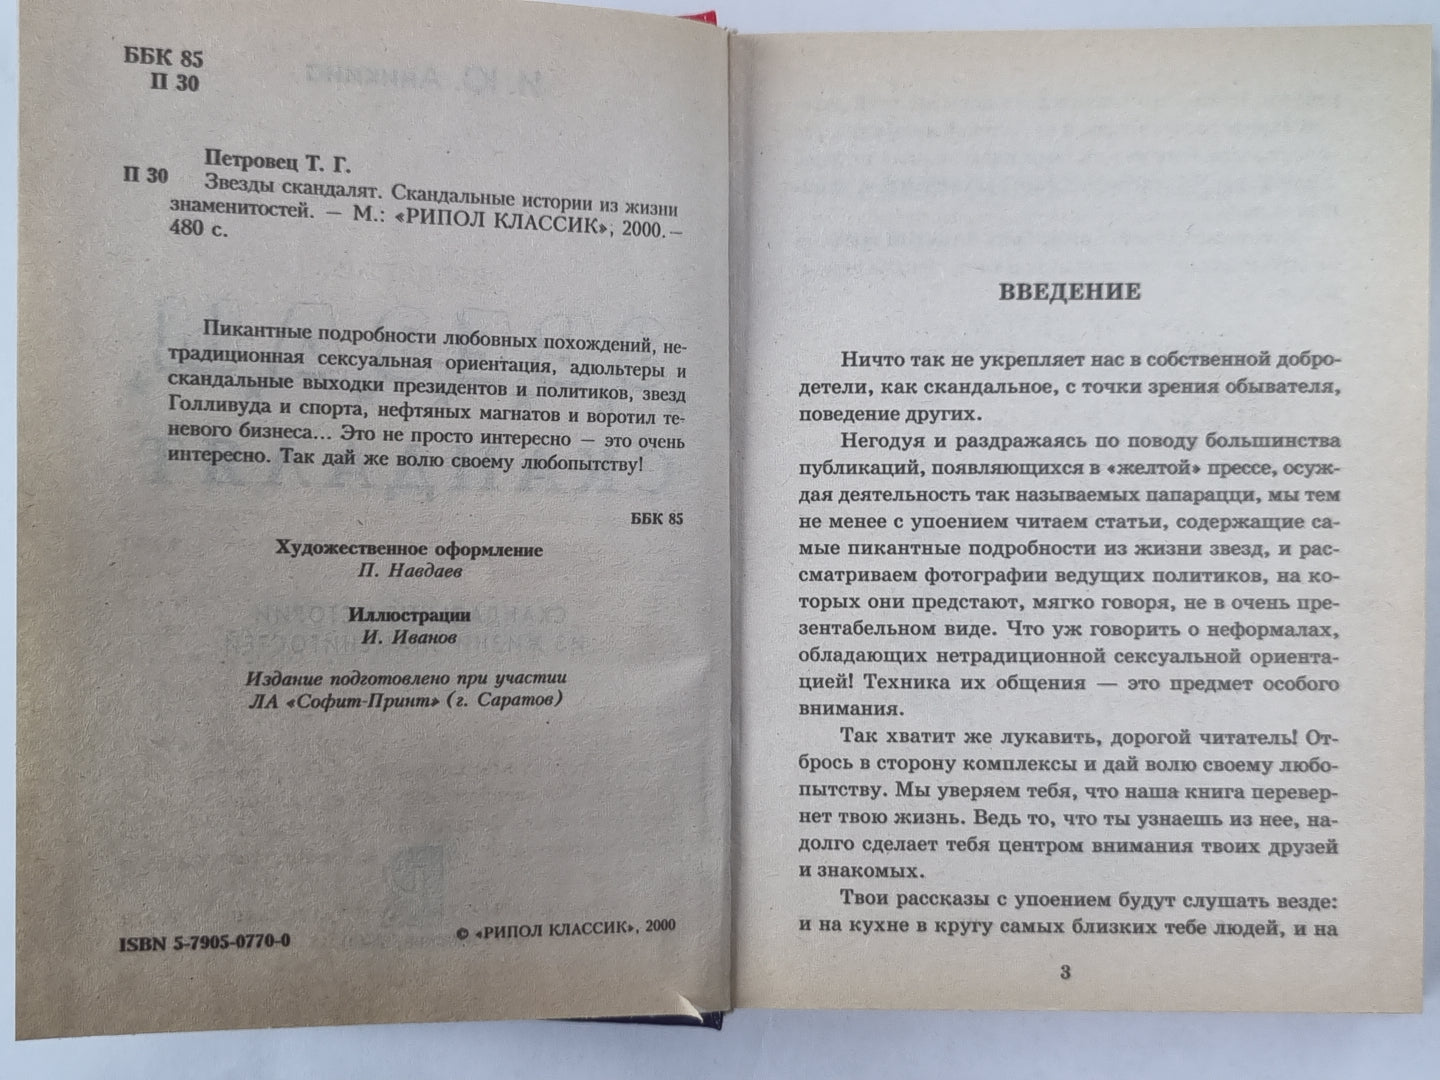 ББК 85
П 30
Петровец Т. Г.
П 30 Звезды скандалят. Скандальные истории из жизни
знаменитостей. — М.: «РИПОЛ КЛАССИК», 2000.—
480 с.
Пикантные подробности любовных похождений, не-
традиционная сексуальная ориентация, адюльтеры и
скандальные выходки президентов и политиков, звезд
Голливуда и спорта, нефтяных магнатов и воротил те-
невого бизнеса... Это не просто интересно — это очень
интересно. Так дай же волю своему любопытству!
ББК 85
Художественное оформление
П. Навдаев
Иллюстрации
И. Иванов
Издание подготовлено при участии
ЛА «Софит-Принт» (г. Саратов)
ISBN 5-7905-0770-0
© «РИПОЛ КЛАССИК», 2000
ВВЕДЕНИЕ
Ничто так не укрепляет нас в собственной добро-
детели, как скандальное, с точки зрения обывателя,
поведение других.
Негодуя и раздражаясь по поводу большинства
публикаций, появляющихся в «желтой» прессе, осуж-
дая деятельность так называемых папарацци, мы тем
не менее с упоением читаем статьи, содержащие са-
мые пикантные подробности из жизни звезд, и рас-
сматриваем фотографии ведущих политиков, на ко-
торых они предстают, мягко говоря, не в очень пре-
зентабельном виде. Что уж говорить о неформалах,
обладающих нетрадиционной сексуальной ориента-
цией! Техника их общения — это предмет особого
внимания.
Так хватит же лукавить, дорогой читатель! От-
брось в сторону комплексы и дай волю своему любо-
пытству. Мы уверяем тебя, что наша книга перевер-
нет твою жизнь. Ведь то, что ты узнаешь из нее, на-
долго сделает тебя центром внимания твоих друзей
и знакомых.
Твои рассказы с упоением будут слушать везде:
и на кухне в кругу самых близких тебе людей, и на
3